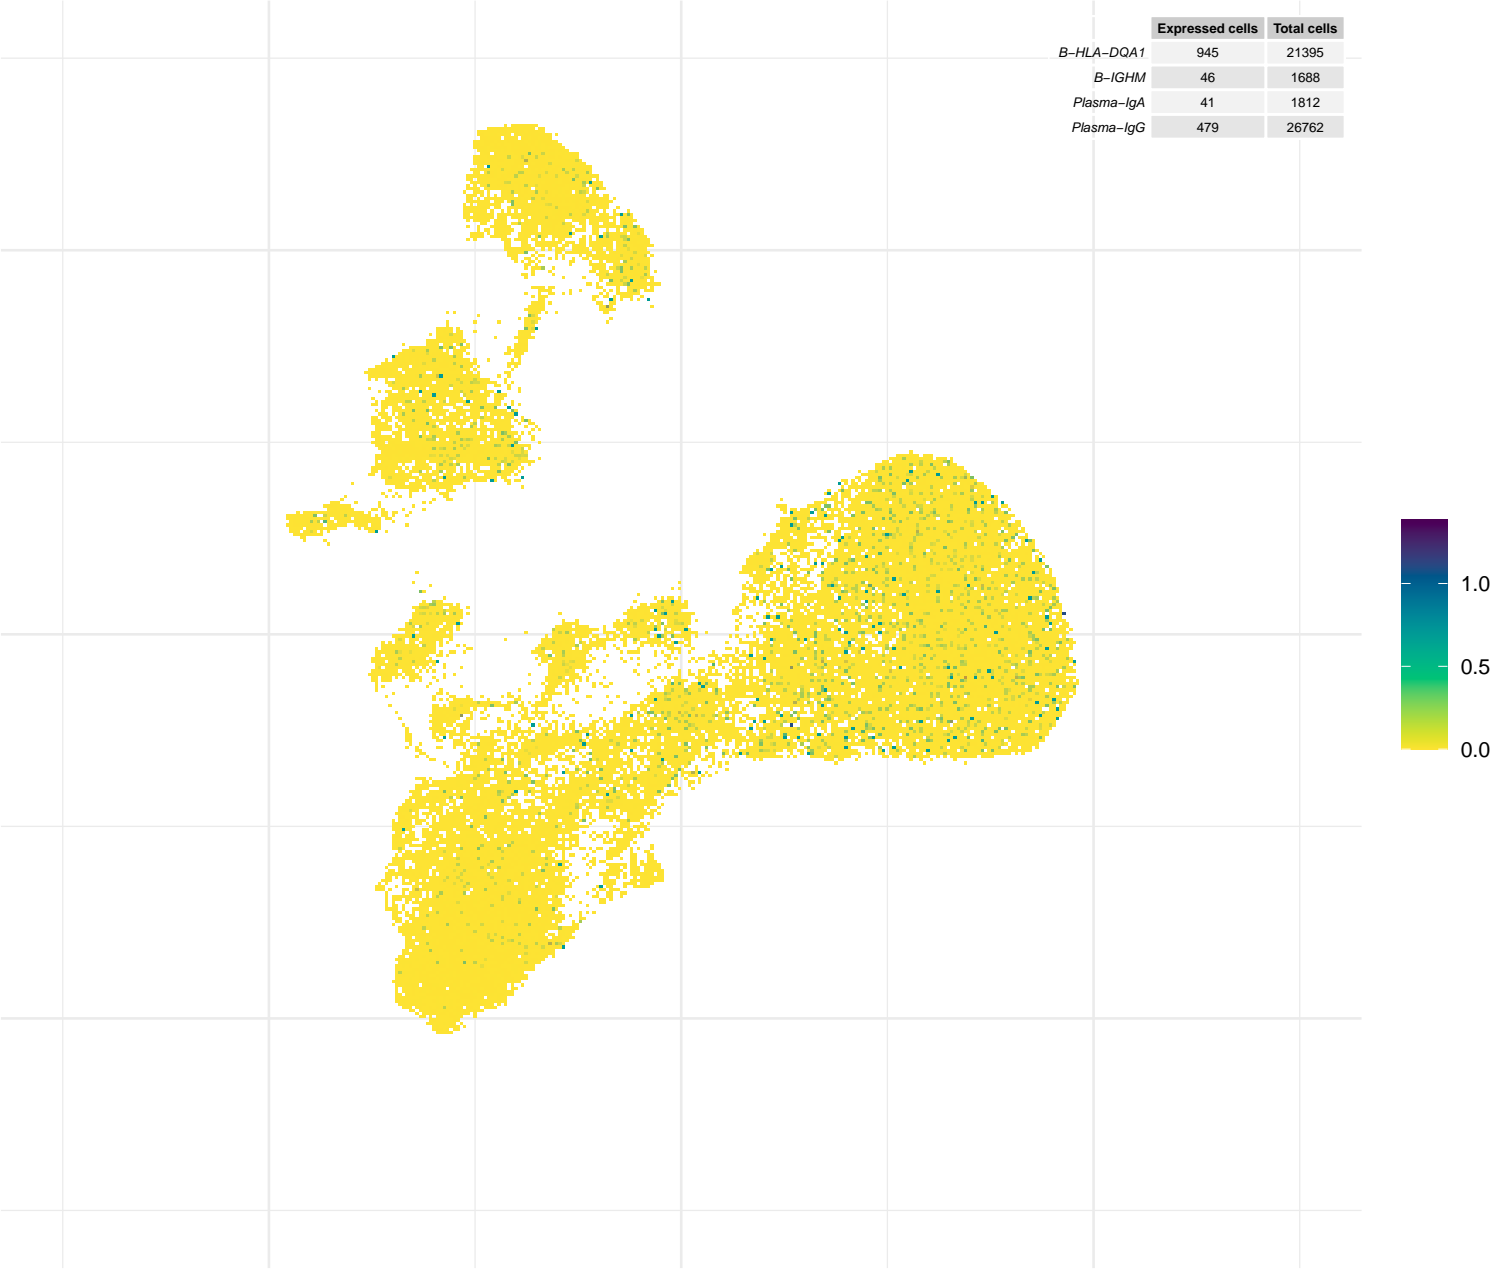 Expressed cells Total cells
B−HLA−DQA1 945 21395
B−IGHM 46 1688
Plasma−IgA 41 1812
Plasma−IgG 479 26762
1.0
0.5
0.0